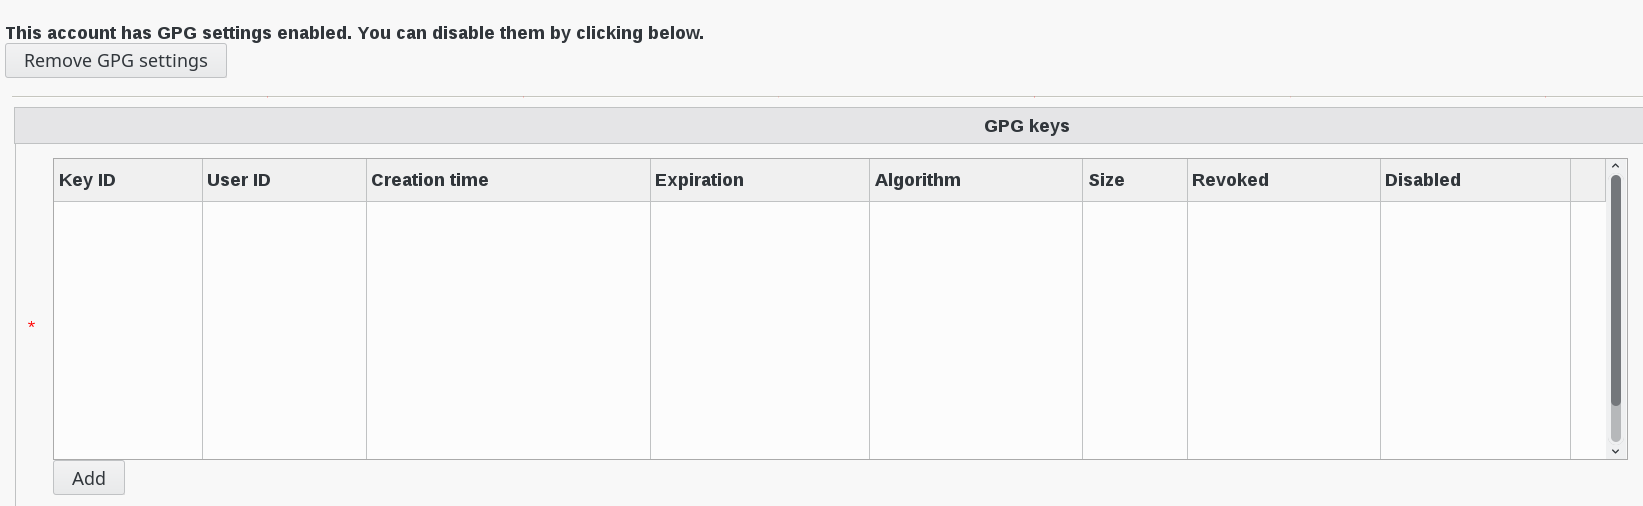 This account has GPG settings enabled. You can disable them by clicking below.
Remove GPG settings
GPG keys
Key ID User ID Creation time Expiration Algorithm Size Revoked Disabled
*
Add